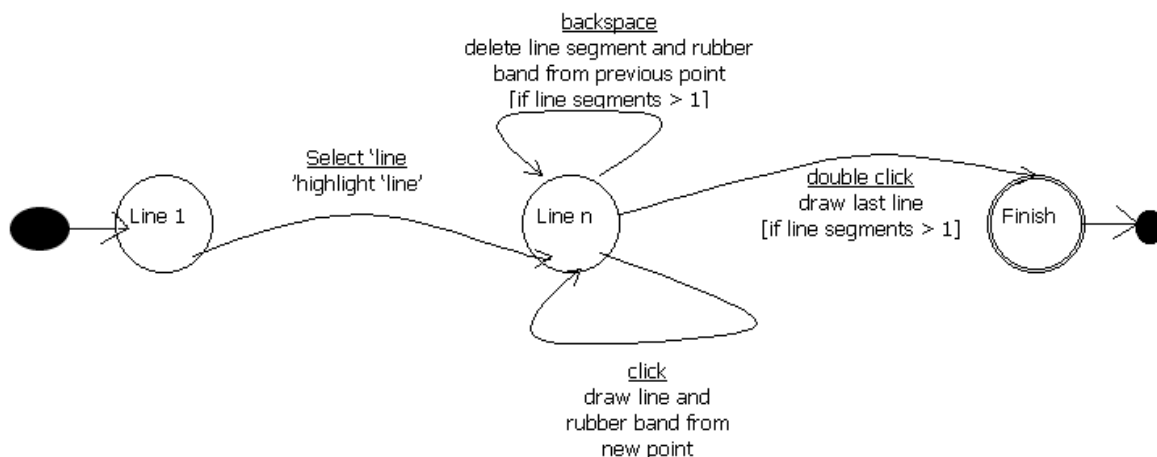 backspace
delete line segment and rubber
band from previous point
[if line segments > 1]
Select ‘line
’highlight ‘line’
double click
draw last line
[if line segments > 1]
Line 1
Line n
Finish
click
draw line and
rubber band from
new point